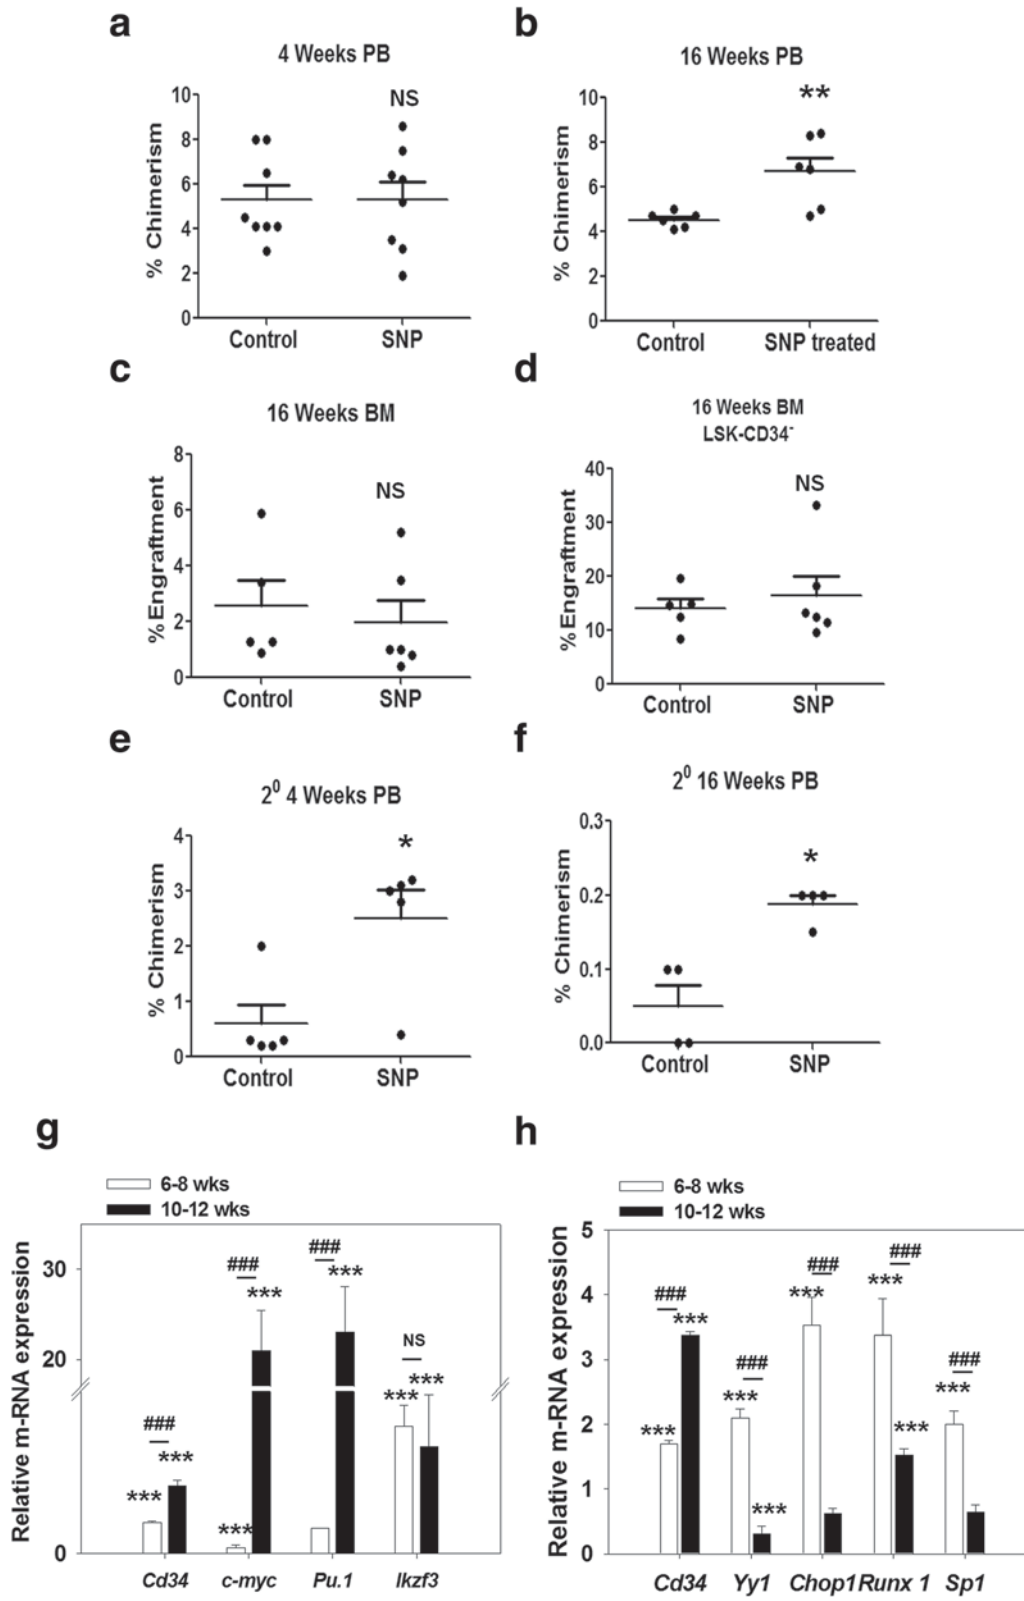 a
4 Weeks PB
NS
% Chimerism
10
8
6
4
2
0
Control
SNP
b
16 Weeks PB
**
% Chimerism
10
8
6
4
2
0
Control
SNP treated
c
16 Weeks BM
NS
%Engraftment
8
6
4
2
0
Control
SNP
d
16 Weeks BM
LSK-CD34-
NS
%Engraftment
40
30
20
10
0
Control
SNP
e
2⁰ 4 Weeks PB
*
% Chimerism
4
3
2
1
0
Control
SNP
f
2⁰ 16 Weeks PB
*
% Chimerism
0.3
0.2
0.1
0.0
Control
SNP
g
6-8 wks
10-12 wks
Relative m-RNA expression
30
20
0
###
***
***
###
***
***
###
***
NS
***
***
Cd34
c-myc
Pu.1
Ikzf3
h
6-8 wks
10-12 wks
Relative m-RNA expression
5
4
3
2
1
0
###
***
***
###
***
***
###
***
###
***
***
###
***
Cd34
Yy1
Chop1
Runx 1
Sp1